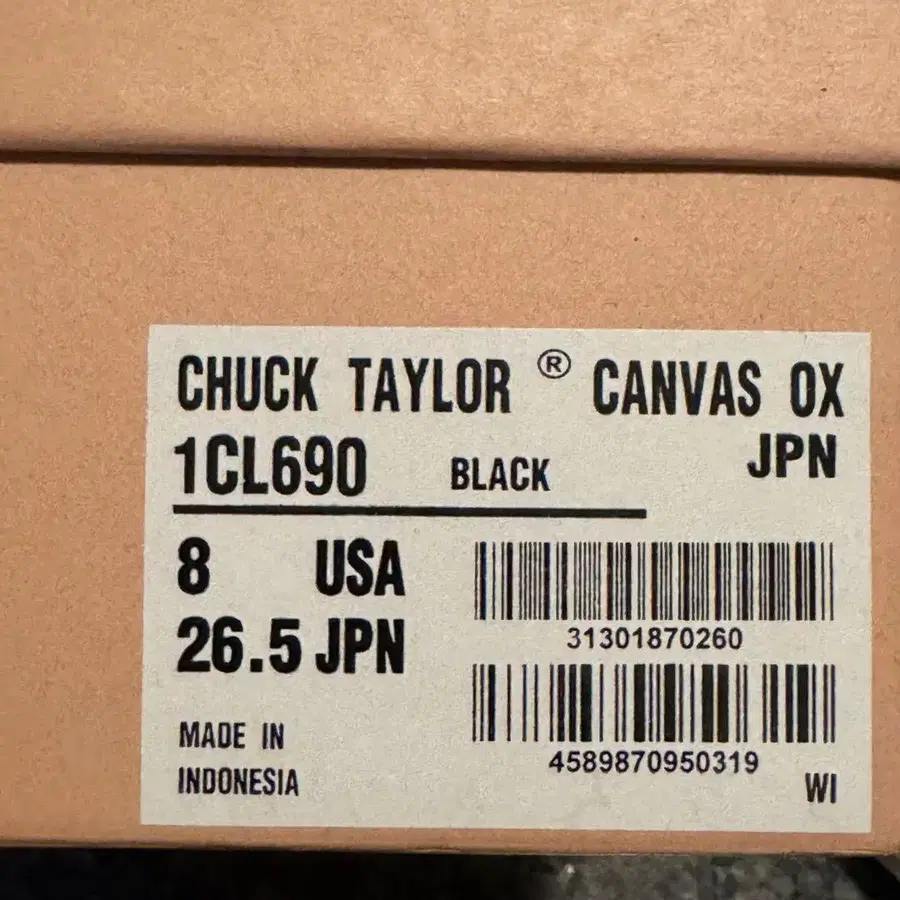 CHUCK TAYLOR ® CANVAS OX
1CL690 BLACK JPN
8 USA
26.5 JPN
31301870260
MADE IN
INDONESIA
4589870950319
WI